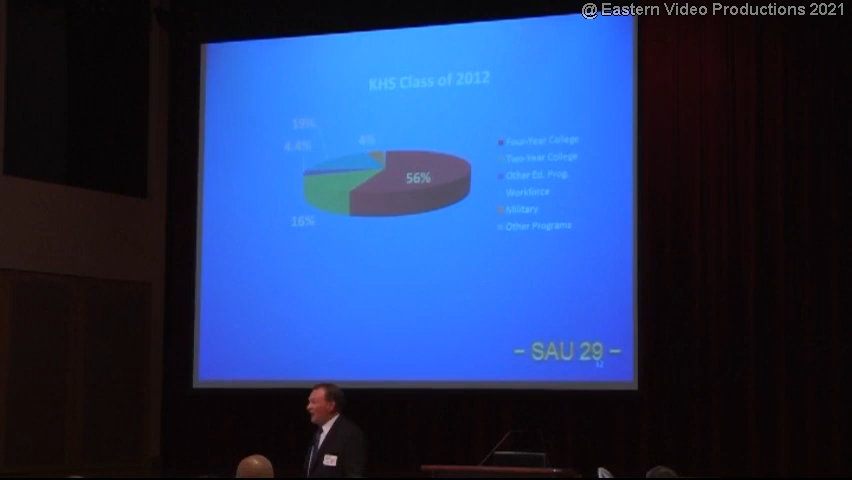 @ Eastern Video Productions 2021
KHS Class of 2012
4%
4.4%
56%
16%
Four-Year College
Two-Year College
Other Ed. Prog.
Workforce
Military
Other Programs
– SAU 29 –
12